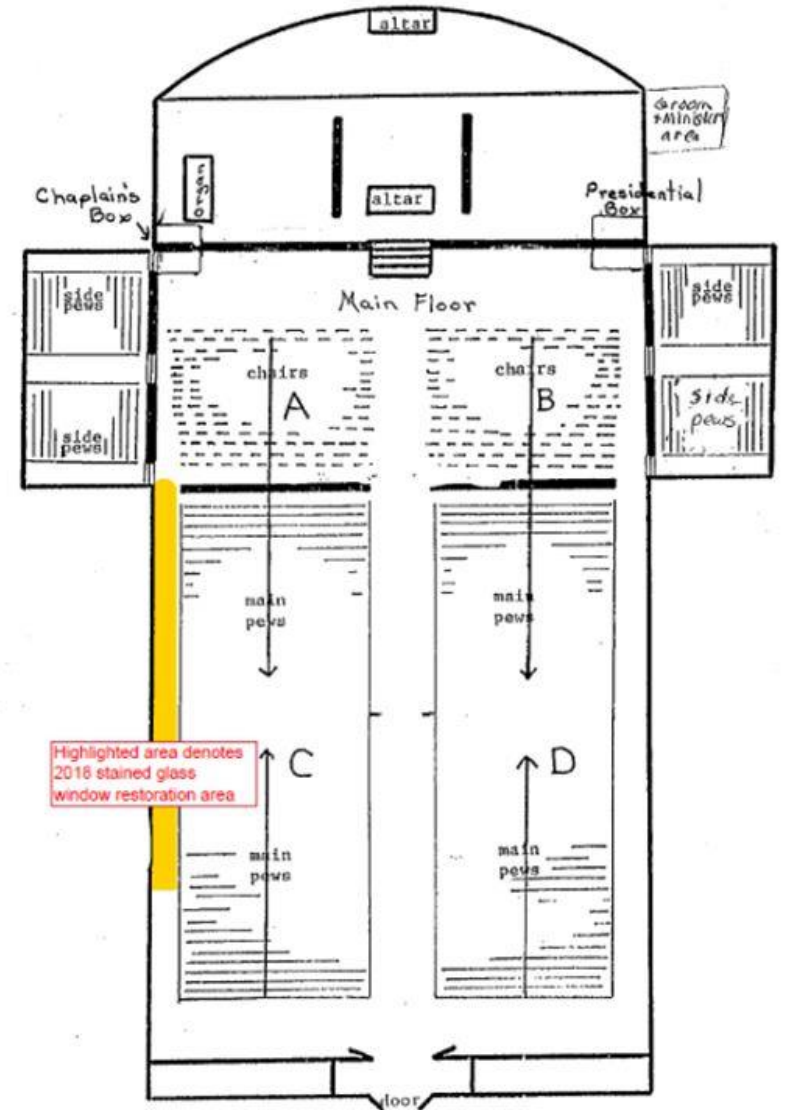 altar
Groom
+Minister
area
Organ
altar
Chaplain's
Box
Presidential
Box
side
pews
side
pews
Main Floor
chairs
A
chairs
B
side
pews
Side
pews
main
pews
main
pews
Highlighted area denotes
2018 stained glass
window restoration area
C
D
main
pews
main
pews
door